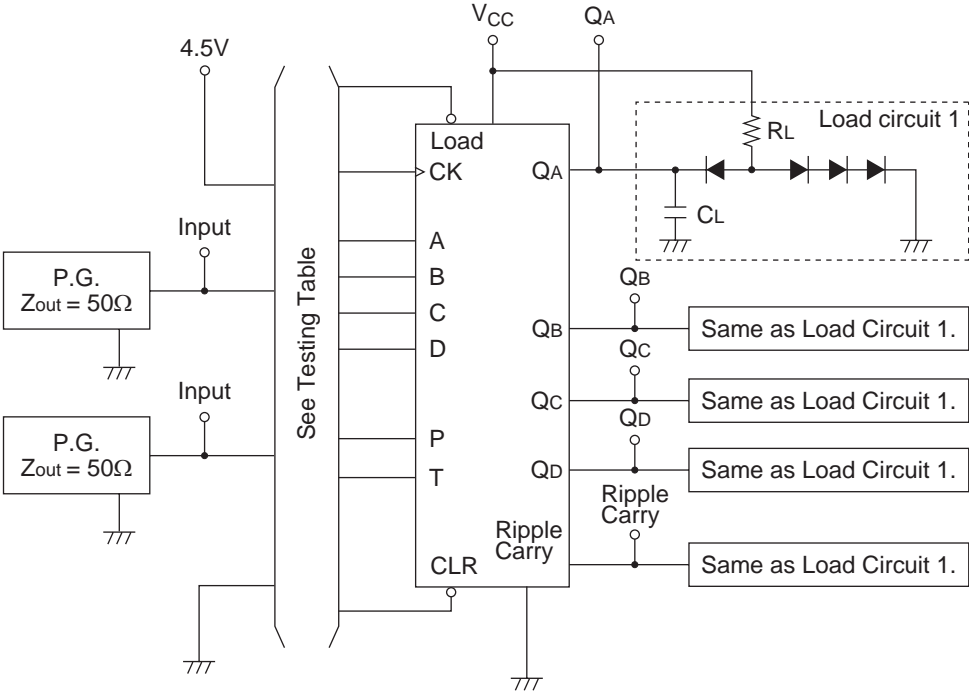 VCC
QA
4.5V
Load circuit 1
RL
Load
CK
QA
CL
Input
A
P.G.
Zout = 50Ω
B
C
D
See Testing Table
QB
QB
Same as Load Circuit 1.
QC
QC
Same as Load Circuit 1.
Input
P.G.
Zout = 50Ω
QD
P
T
QD
Same as Load Circuit 1.
Ripple
Carry
Ripple
Carry
CLR
Same as Load Circuit 1.